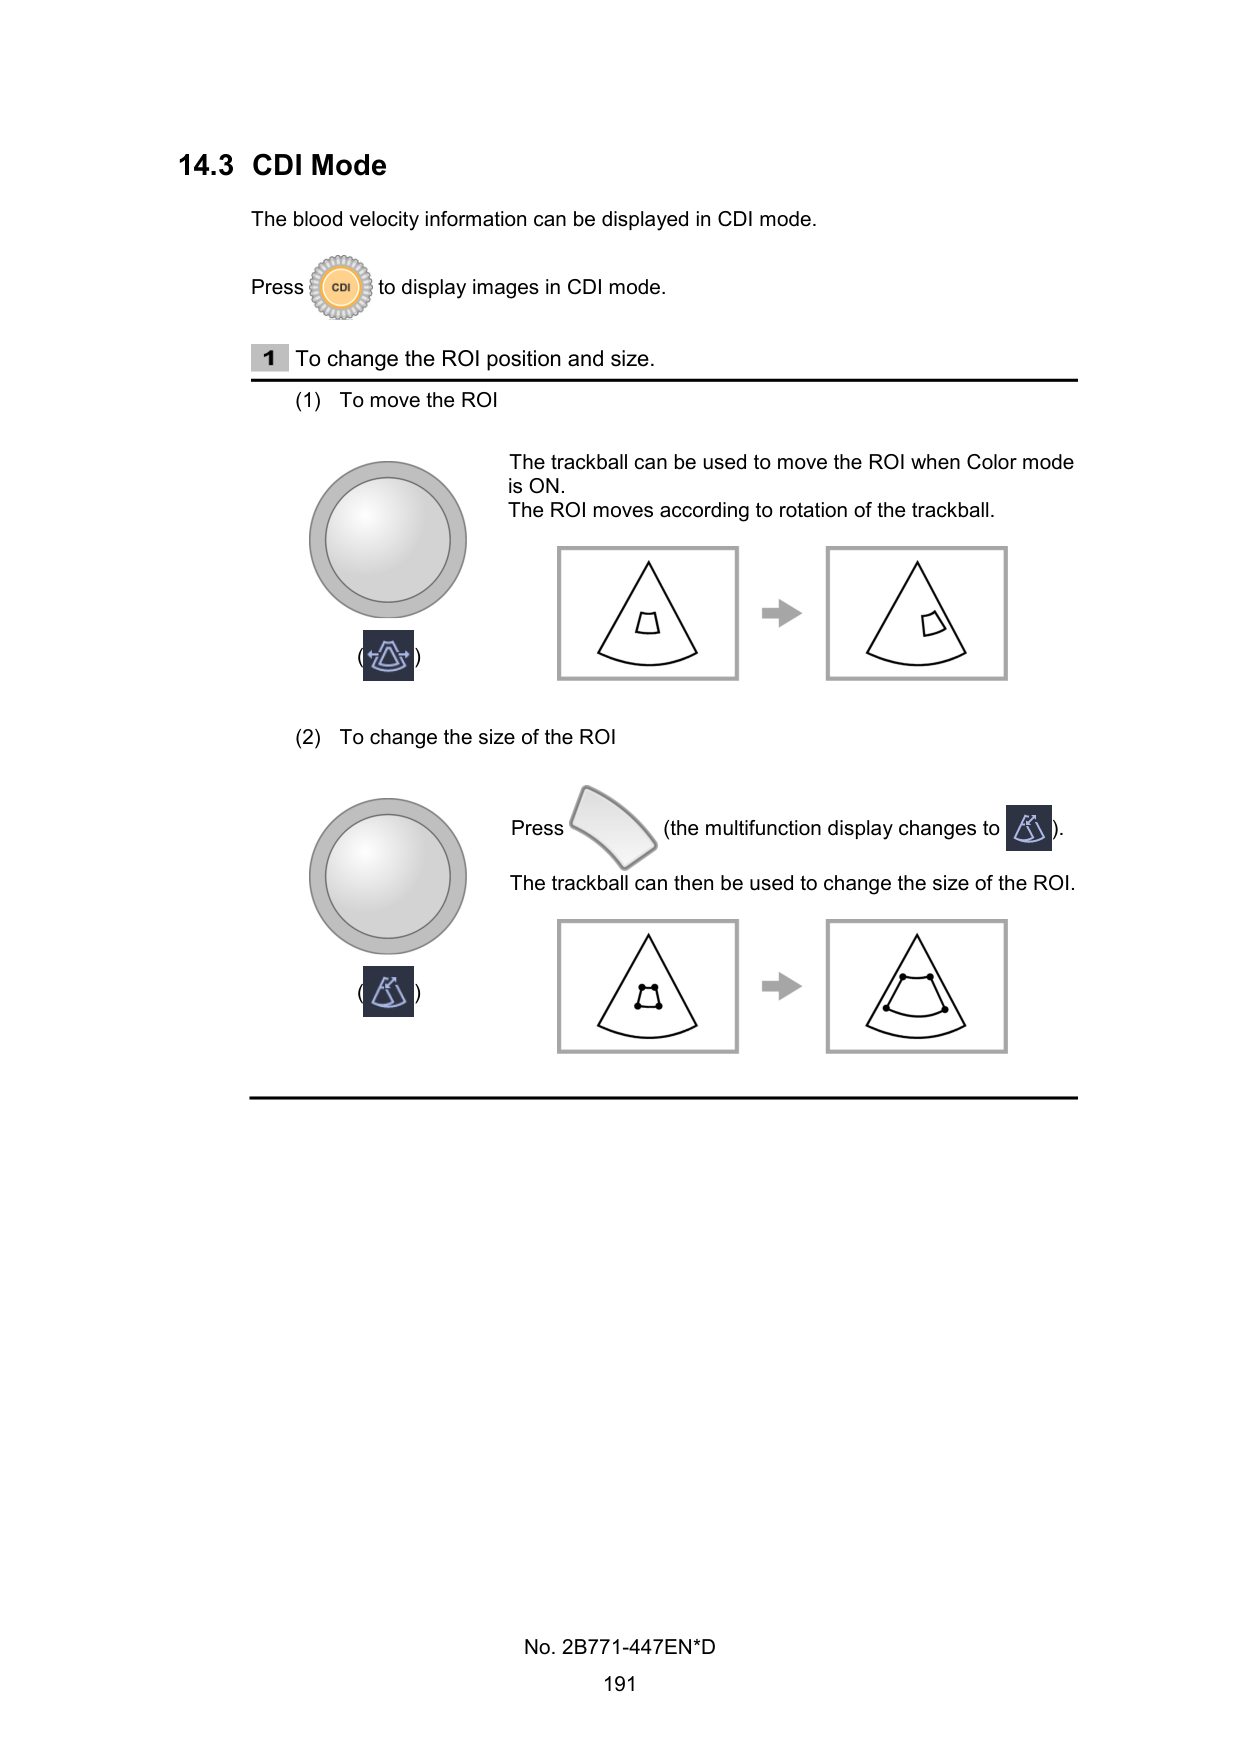 14.3 CDI Mode
The blood velocity information can be displayed in CDI mode.
Press CDI to display images in CDI mode.
1 To change the ROI position and size.
(1) To move the ROI
The trackball can be used to move the ROI when Color mode
is ON.
The ROI moves according to rotation of the trackball.
( )
(2) To change the size of the ROI
Press (the multifunction display changes to ).
The trackball can then be used to change the size of the ROI.
( )
No. 2B771-447EN*D
191